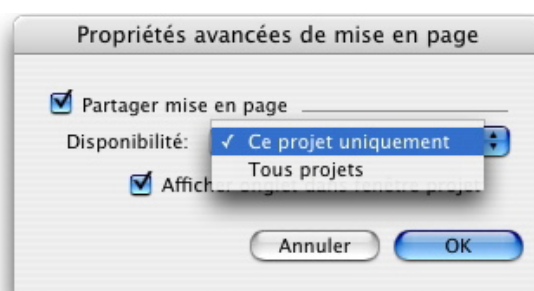 Propriétés avancées de mise en page
Partager mise en page
Disponibilité: ✓ Ce projet uniquement
Tous projets
Afficher onglet dans fenêtre projet
Annuler OK